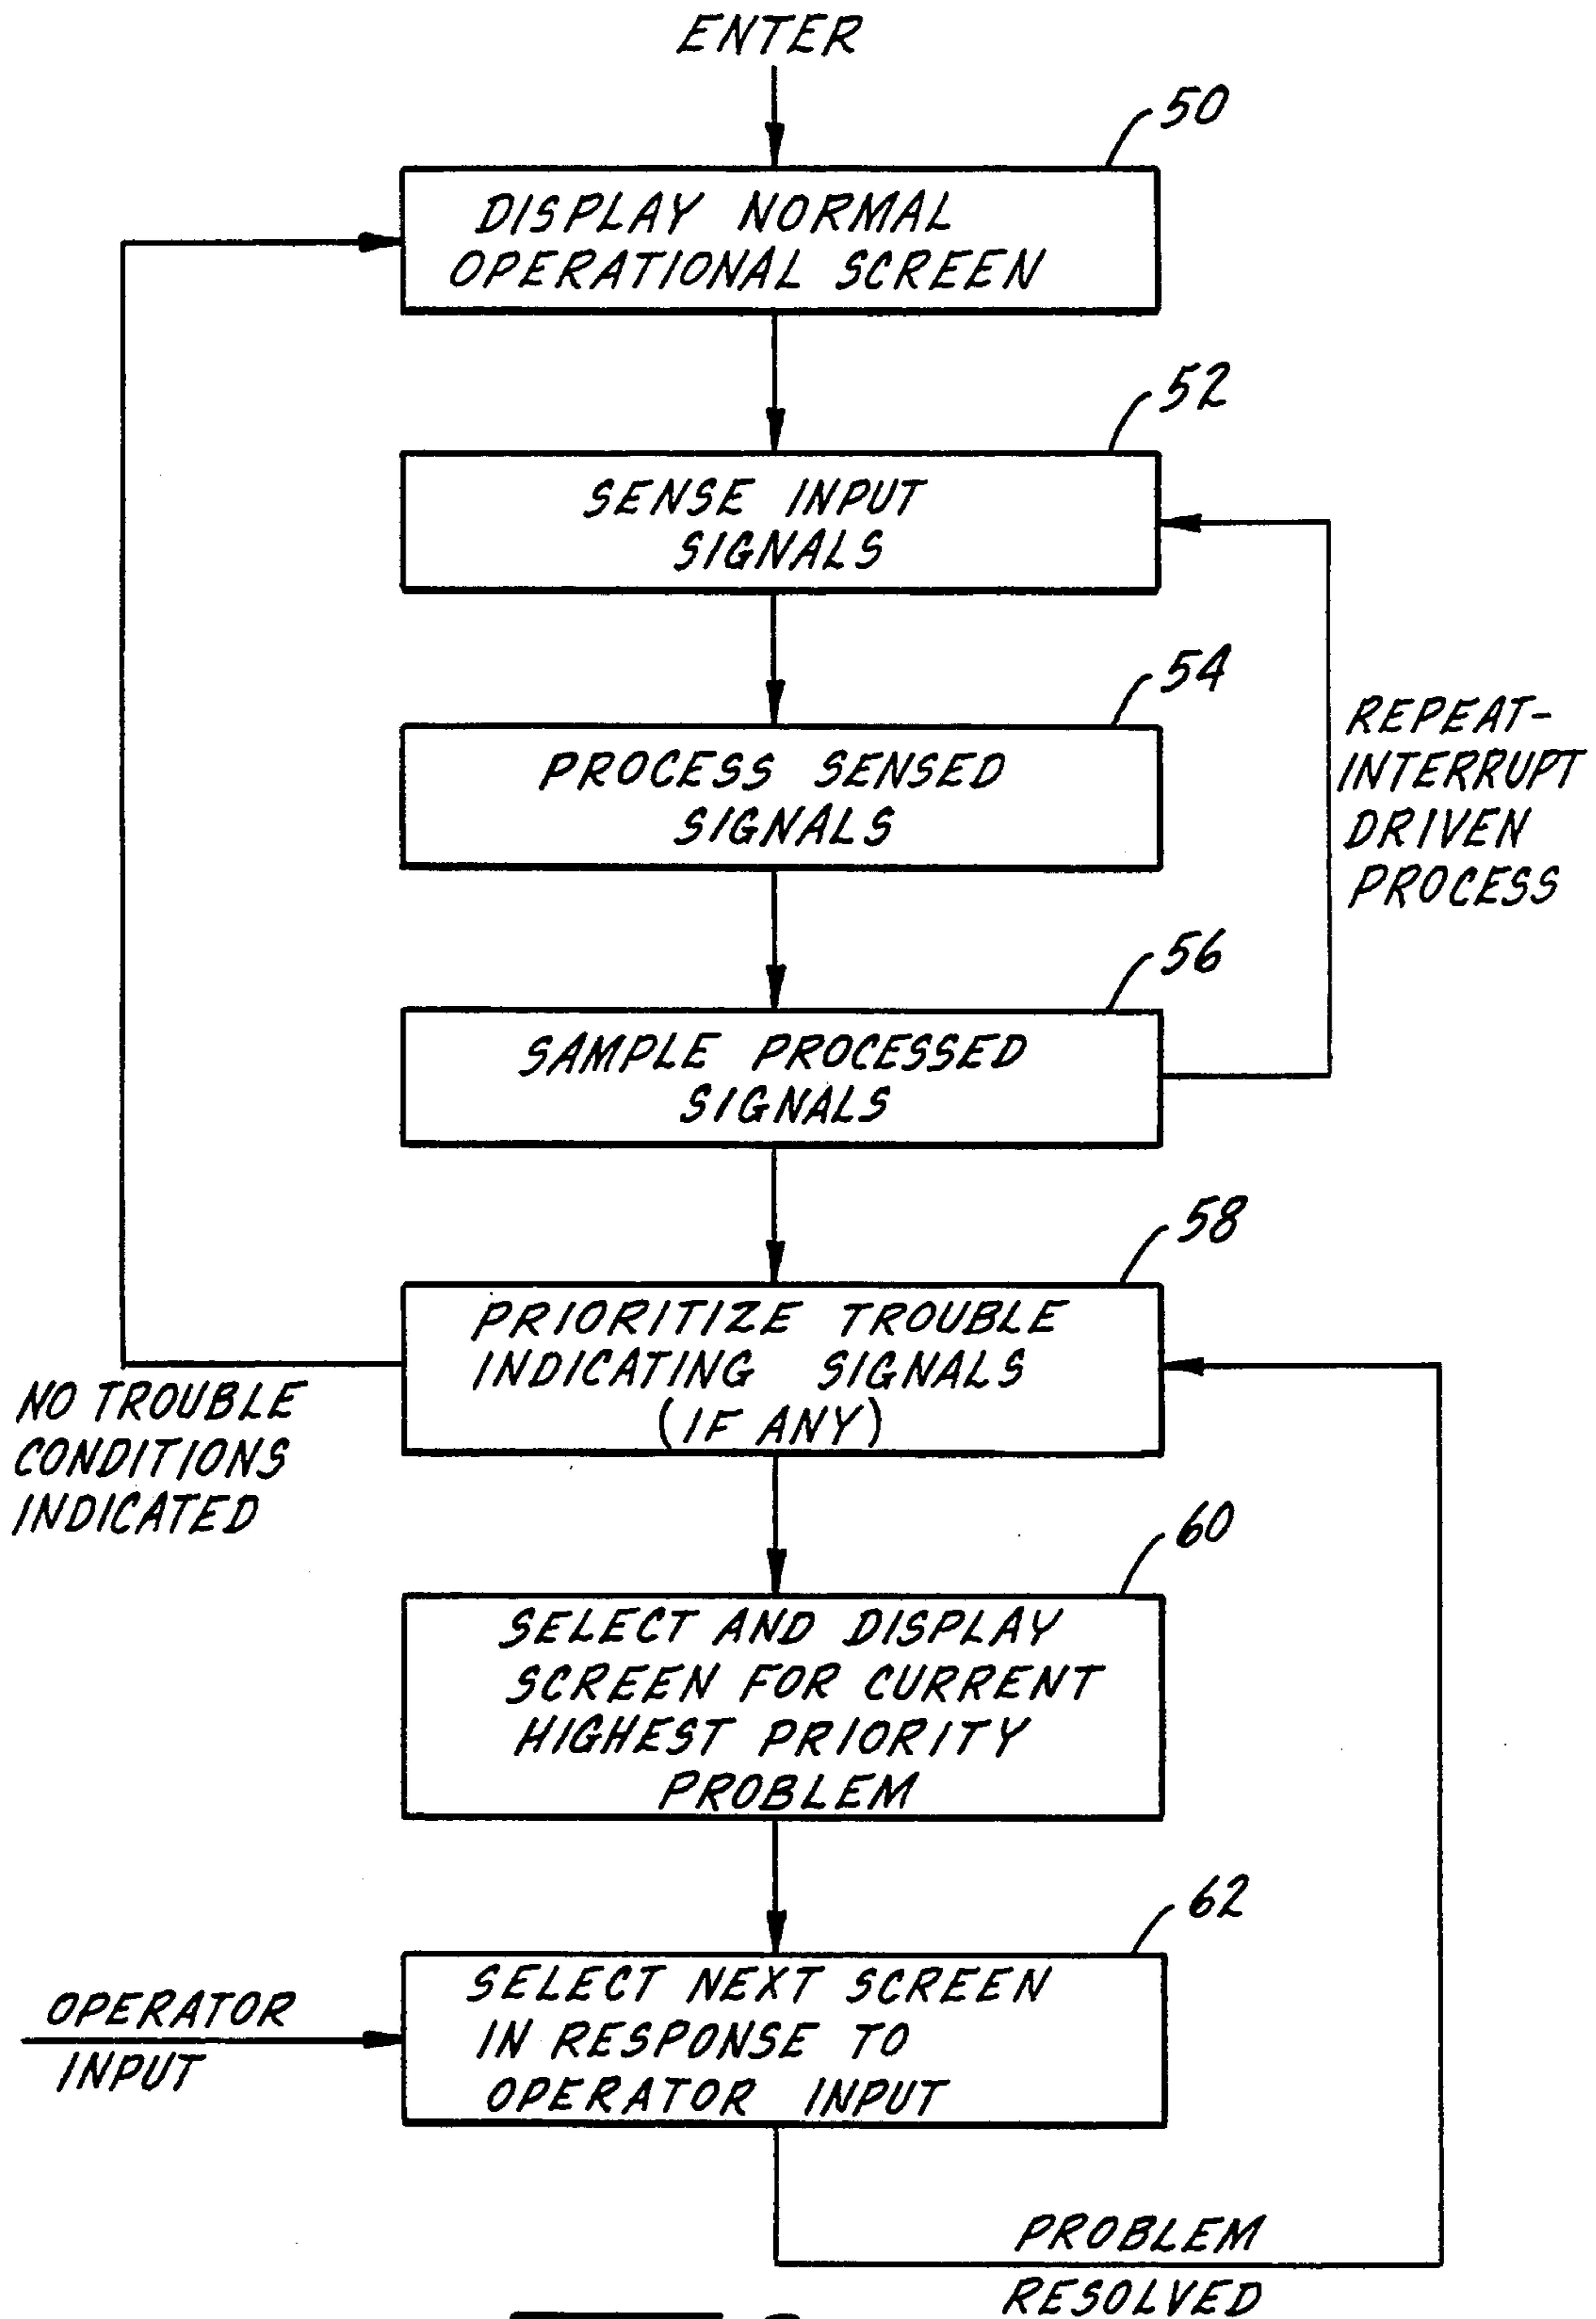 ENTER
50
DISPLAY NORMAL
OPERATIONAL SCREEN
52
SENSE INPUT
SIGNALS
54
PROCESS SENSED
SIGNALS
REPEAT-
INTERRUPT
DRIVEN
PROCESS
56
SAMPLE PROCESSED
SIGNALS
58
PRIORITIZE TROUBLE
INDICATING SIGNALS
(IF ANY)
NO TROUBLE
CONDITIONS
INDICATED
60
SELECT AND DISPLAY
SCREEN FOR CURRENT
HIGHEST PRIORITY
PROBLEM
62
SELECT NEXT SCREEN
IN RESPONSE TO
OPERATOR INPUT
OPERATOR
INPUT
PROBLEM
RESOLVED